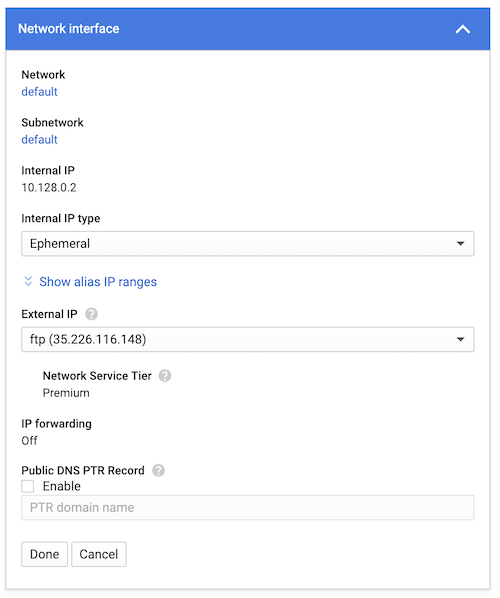 Network interface
Network
default
Subnetwork
default
Internal IP
10.128.0.2
Internal IP type
Ephemeral
Show alias IP ranges
External IP ?
ftp (35.226.116.148)
Network Service Tier ?
Premium
IP forwarding
Off
Public DNS PTR Record ?
Enable
PTR domain name
Done Cancel